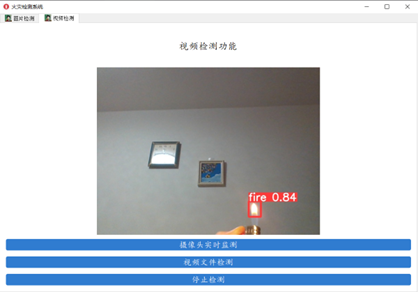 火灾检测系统
图片检测 视频检测
视频检测功能
fire 0.84
摄像头实时监测
视频文件检测
停止检测